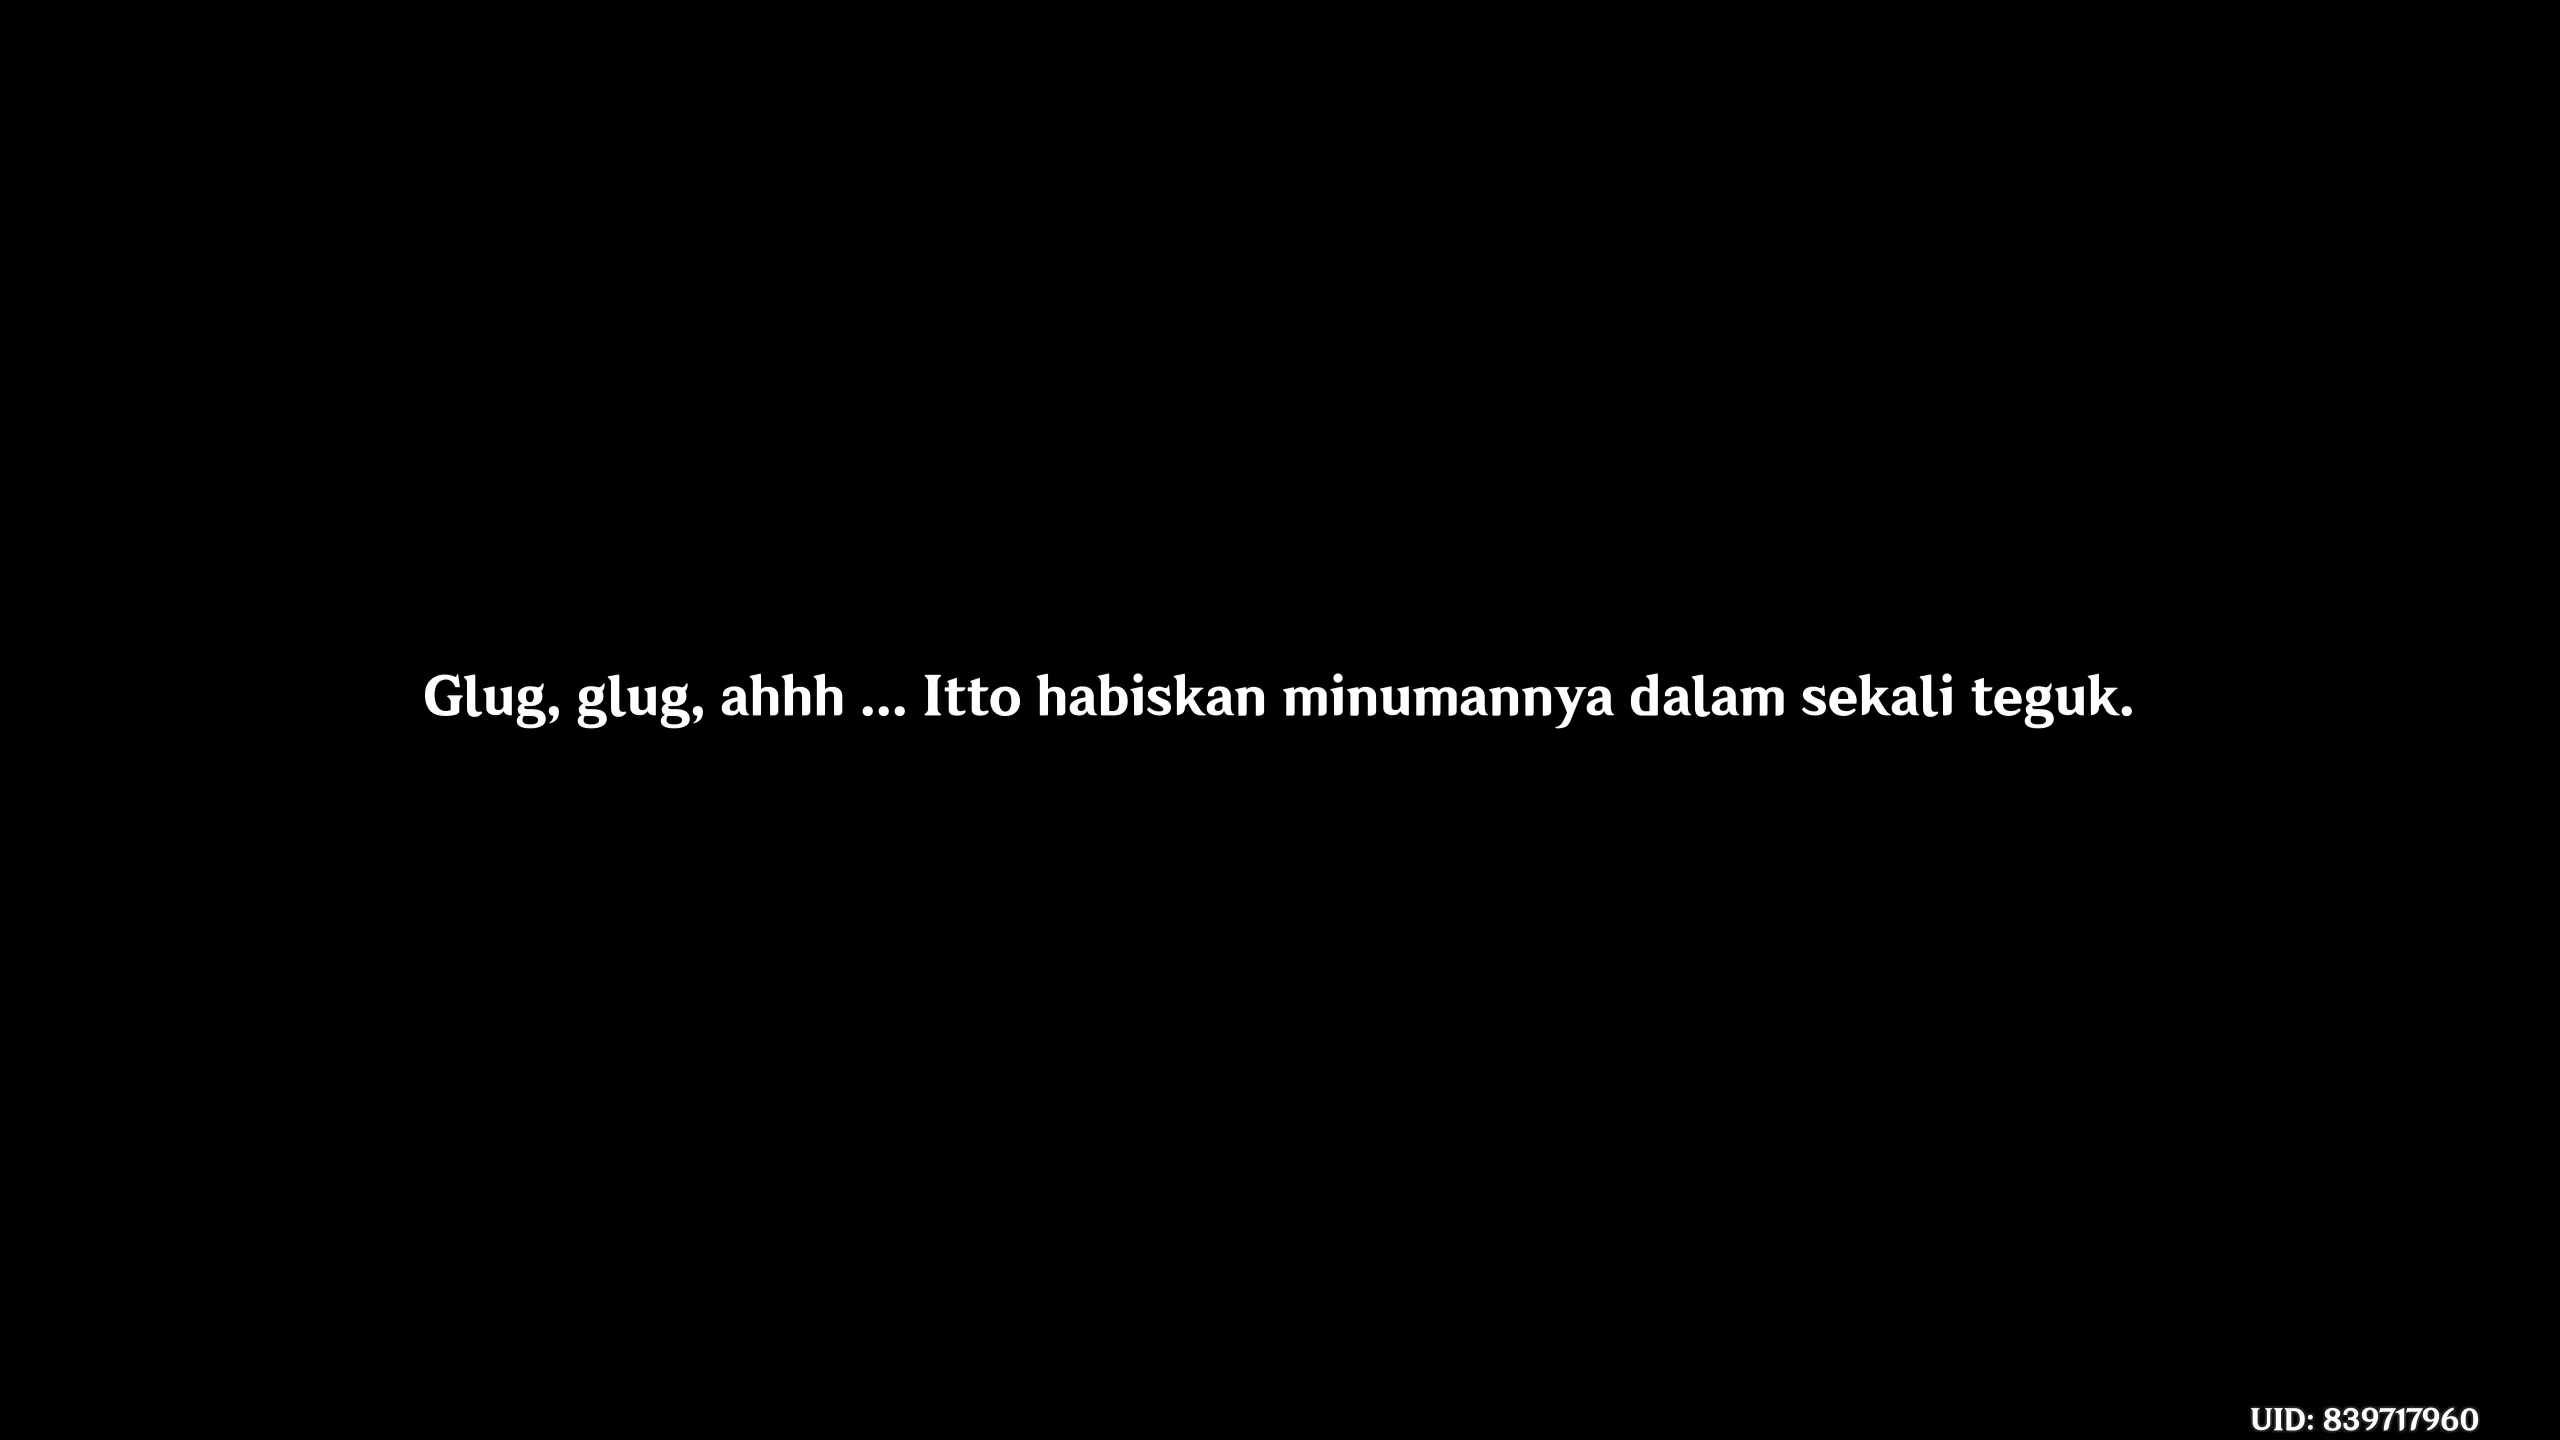 Glug, glug, ahhh ... Itto habiskan minumannya dalam sekali teguk.
UID: 839717960